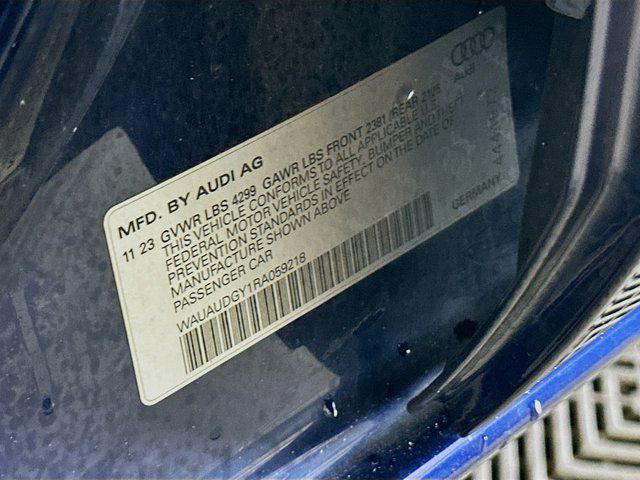 Audi
MFD. BY AUDI AG
11 23 GVWR LBS 4299 GAWR LBS FRONT 2381 /REAR 2105
THIS VEHICLE CONFORMS TO ALL APPLICABLE U.S.
FEDERAL MOTOR VEHICLE SAFETY, BUMPER AND THEFT
PREVENTION STANDARDS IN EFFECT ON THE DATE OF
MANUFACTURE SHOWN ABOVE
PASSENGER CAR
WAUAUDGY1RA059218
GERMANY